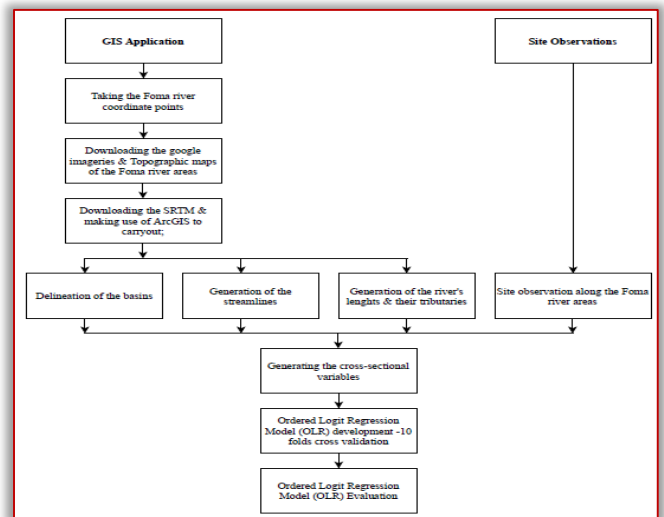 GIS Application
Site Observations
Taking the Foma river
coordinate points
Downloading the google
imageries & Topographic maps
of the Foma river areas
Downloading the SRTM &
making use of ArcGIS to
carryout;
Delineation of the basins
Generation of the
streamlines
Generation of the river's
lenghts & their tributaries
Site observation along the Foma
river areas
Generating the cross-sectional
variables
Ordered Logit Regression
Model (OLR) development -10
folds cross validation
Ordered Logit Regression
Model (OLR) Evaluation